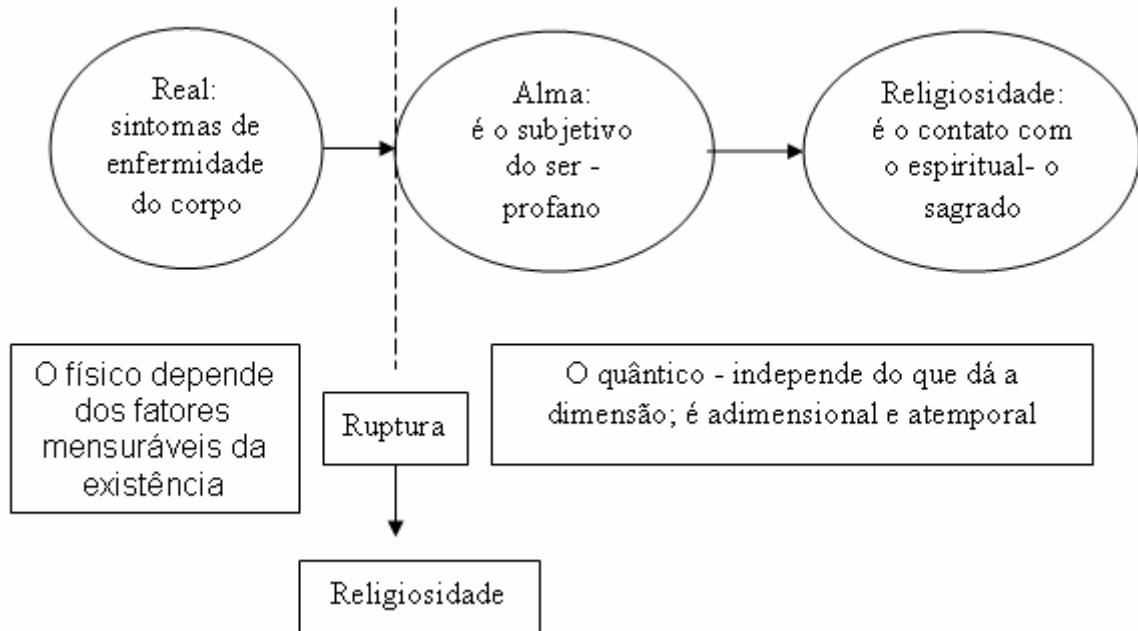 Real:
sintomas de
enfermidade
do corpo
Alma:
é o subjetivo
do ser -
profano
Religiosidade:
é o contato com
o espiritual- o
sagrado
O físico depende
dos fatores
mensuráveis da
existência
Ruptura
O quântico - independe do que dá a
dimensão; é adimensional e atemporal
Religiosidade